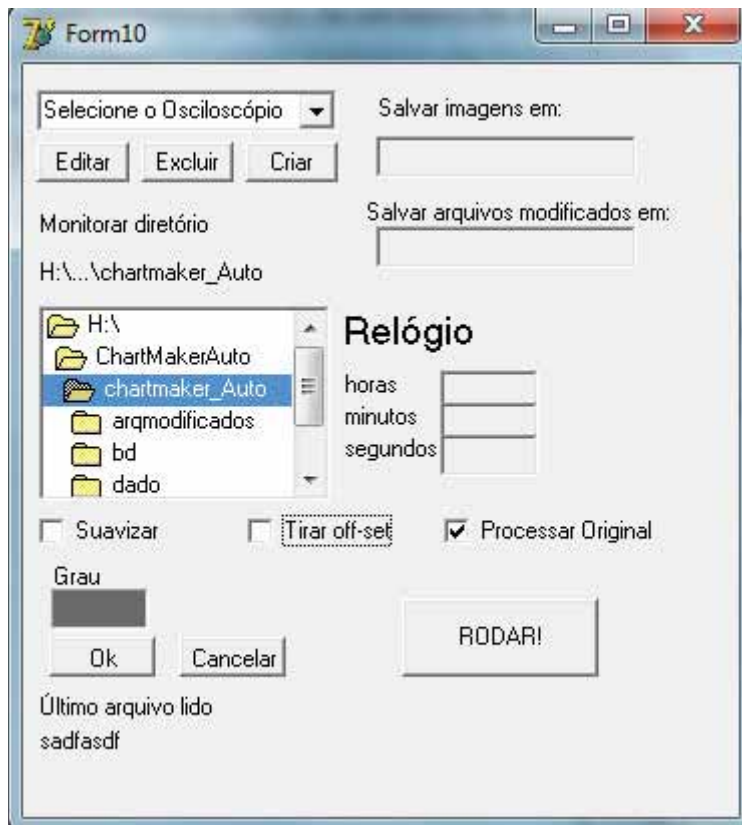 Form10
Selecione o Osciloscópio
Salvar imagens em:
Editar Excluir Criar
Salvar arquivos modificados em:
Monitorar diretório
H:\...\chartmaker_Auto
H:\
ChartMakerAuto
chartmaker_Auto
arqmodificados
bd
dado
Relógio
horas
minutos
segundos
Suavizar Tirar off-set Processar Original
Grau
Ok Cancelar
RODAR!
Último arquivo lido
sadfasdf